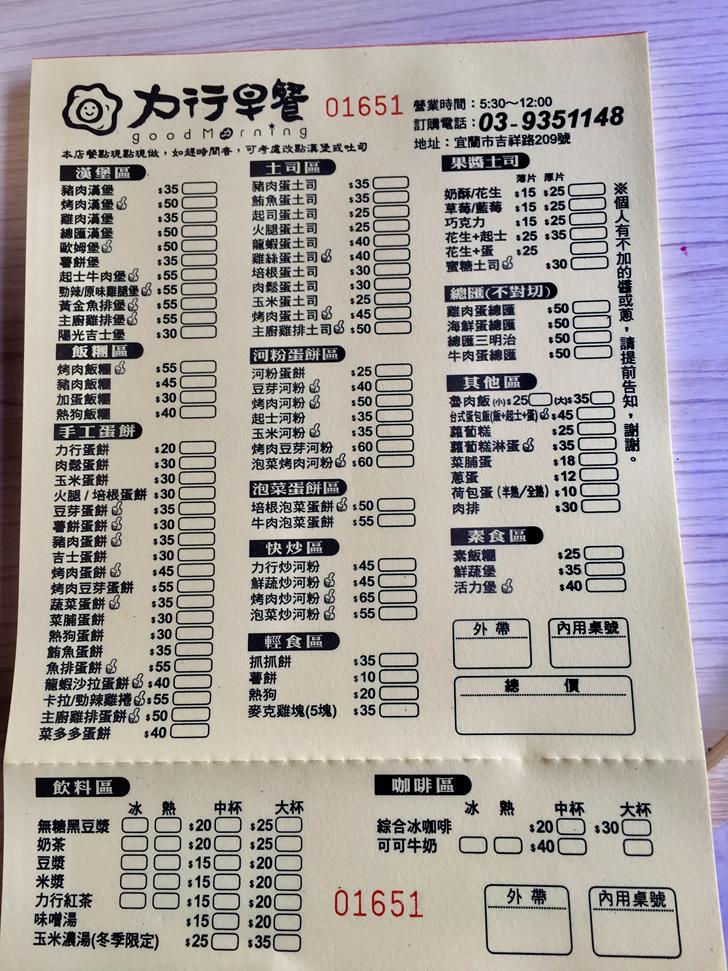 力行早餐
goodMorning
01651
營業時間：5:30～12:00
訂購電話：03-9351148
地址：宜蘭市吉祥路209號
本店餐點現點現做，如趕時間者，可考慮改點漢堡或吐司
漢堡區
豬肉漢堡 $35
烤肉漢堡 $50
雞肉漢堡 $35
總匯漢堡 $50
歐姆堡 $50
薯餅堡 $35
起士牛肉堡 $55
勁辣/原味雞腿堡 $55
黃金魚排堡 $55
主廚雞排堡 $55
陽光吉士堡 $30
飯糰區
烤肉飯糰 $55
豬肉飯糰 $45
加蛋飯糰 $30
熱狗飯糰 $40
手工蛋餅
力行蛋餅 $20
肉鬆蛋餅 $30
玉米蛋餅 $30
火腿/培根蛋餅 $30
豆芽蛋餅 $35
薯餅蛋餅 $30
豬肉蛋餅 $35
吉士蛋餅 $30
烤肉蛋餅 $45
烤肉豆芽蛋餅 $55
蔬菜蛋餅 $35
菜脯蛋餅 $30
熱狗蛋餅 $30
鮪魚蛋餅 $35
魚排蛋餅 $55
龍蝦沙拉蛋餅 $40
卡拉/勁辣雞捲 $55
主廚雞排蛋餅 $50
菜多多蛋餅 $40
土司區
豬肉蛋土司 $35
鮪魚蛋土司 $35
起司蛋土司 $25
火腿蛋土司 $25
龍蝦蛋土司 $40
雞絲蛋土司 $40
培根蛋土司 $30
肉鬆蛋土司 $30
玉米蛋土司 $25
烤肉蛋土司 $45
主廚雞排土司 $50
河粉蛋餅區
河粉蛋餅 $25
豆芽河粉 $40
烤肉河粉 $50
起士河粉 $35
玉米河粉 $35
烤肉豆芽河粉 $60
泡菜烤肉河粉 $60
泡菜蛋餅區
培根泡菜蛋餅 $50
牛肉泡菜蛋餅 $55
快炒區
力行炒河粉 $45
鮮蔬炒河粉 $45
烤肉炒河粉 $65
泡菜炒河粉 $55
輕食區
抓抓餅 $35
薯餅 $10
熱狗 $20
麥克雞塊(5塊) $35
果醬土司
薄片 厚片
奶酥/花生 $15 $25
草莓/藍莓 $15 $25
巧克力 $15 $25
花生+起士 $25 $35
花生+蛋 $25
蜜糖土司 $30
總匯(不對切)
雞肉蛋總匯 $50
海鮮蛋總匯 $50
總匯三明治 $50
牛肉蛋總匯 $50
其他區
魯肉飯 (小)$25 (大)$35
台式蛋包飯(飯+起士+蛋) $45
蘿蔔糕 $25
蘿蔔糕淋蛋 $35
菜脯蛋 $18
蔥蛋 $12
荷包蛋 (半熟/全熟) $10
肉排 $30
素食區
素飯糰 $25
鮮蔬堡 $35
活力堡 $40
※個人有不加的醬或蔥，請提前告知，謝謝。
外帶
內用桌號
總價
飲料區
冰 熱 中杯 大杯
無糖黑豆漿 $20 $25
奶茶 $20 $25
豆漿 $15 $20
米漿 $15 $20
力行紅茶 $15 $20
味噌湯 $15 $20
玉米濃湯(冬季限定) $25 $35
咖啡區
冰 熱 中杯 大杯
綜合冰咖啡 $20 $30
可可牛奶 $40
01651
外帶
內用桌號